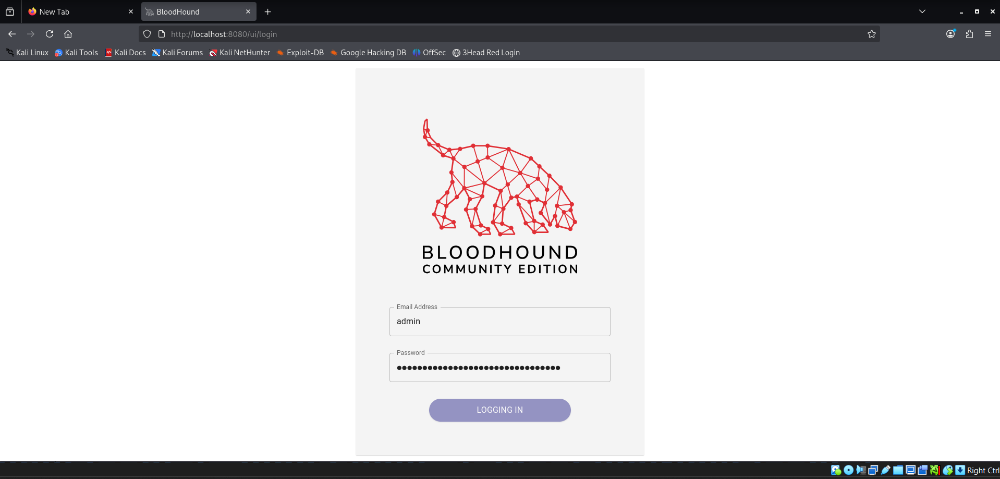 New Tab
BloodHound
http://localhost:8080/ui/login
Kali Linux Kali Tools Kali Docs Kali Forums Kali NetHunter Exploit-DB Google Hacking DB OffSec 3Head Red Login
BLOODHOUND
COMMUNITY EDITION
Email Address
admin
Password
LOGGING IN
Right Ctrl